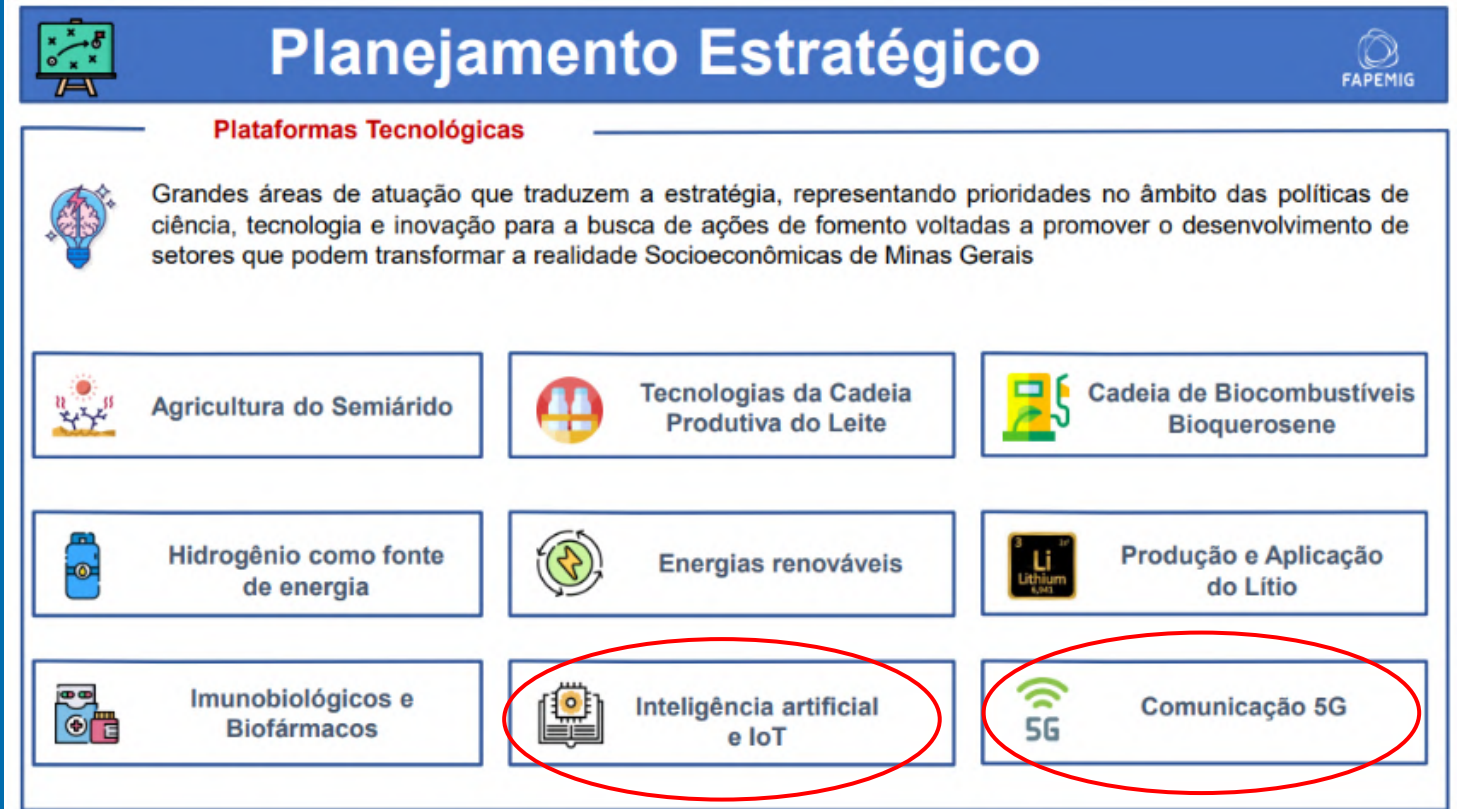 Planejamento Estratégico
FAPEMIG
Plataformas Tecnológicas
Grandes áreas de atuação que traduzem a estratégia, representando prioridades no âmbito das políticas de
ciência, tecnologia e inovação para a busca de ações de fomento voltadas a promover o desenvolvimento de
setores que podem transformar a realidade Socioeconômicas de Minas Gerais
Agricultura do Semiárido
Tecnologias da Cadeia
Produtiva do Leite
Cadeia de Biocombustíveis
Bioquerosene
Hidrogênio como fonte
de energia
Energias renováveis
3
Li
Lithium
6,941
Produção e Aplicação
do Lítio
Imunobiológicos e
Biofármacos
Inteligência artificial
e IoT
5G
Comunicação 5G